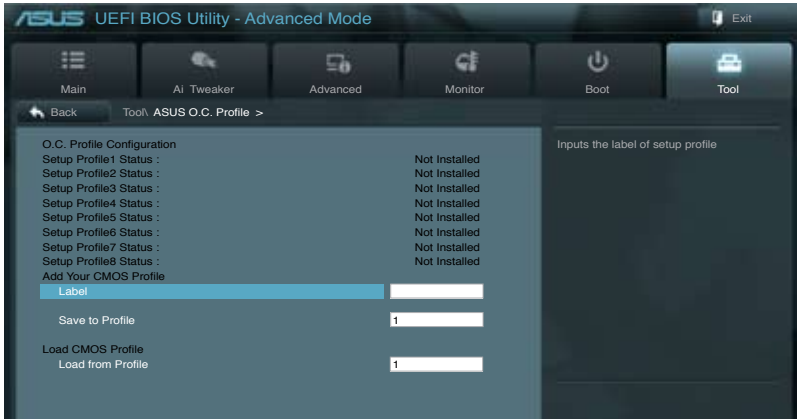 ASUS UEFI BIOS Utility - Advanced Mode Exit
Main Ai Tweaker Advanced Monitor Boot Tool
Back Tool\ ASUS O.C. Profile >
O.C. Profile Configuration Inputs the label of setup profile
Setup Profile1 Status : Not Installed
Setup Profile2 Status : Not Installed
Setup Profile3 Status : Not Installed
Setup Profile4 Status : Not Installed
Setup Profile5 Status : Not Installed
Setup Profile6 Status : Not Installed
Setup Profile7 Status : Not Installed
Setup Profile8 Status : Not Installed
Add Your CMOS Profile
Label
Save to Profile 1
Load CMOS Profile
Load from Profile 1